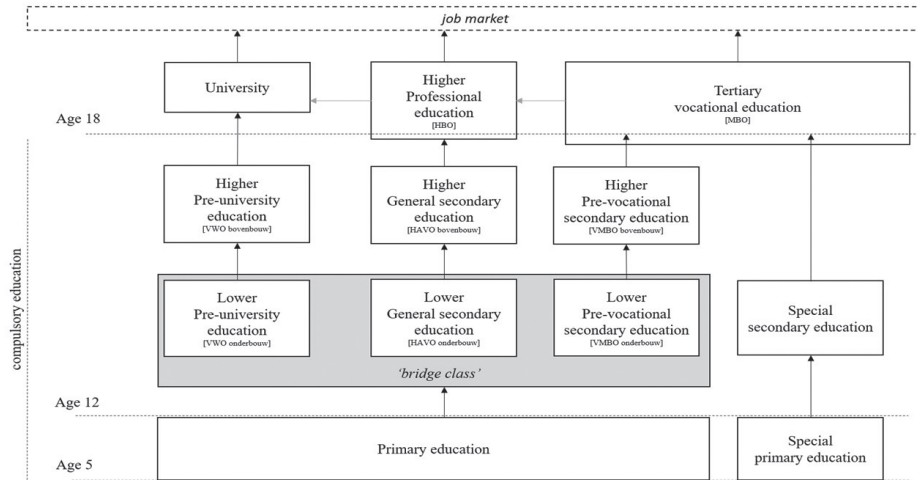 job market
University
Higher
Professional
education
[HBO]
Tertiary
vocational education
[MBO]
Age 18
Higher
Pre-university
education
[VWO bovenbouw]
Higher
General secondary
education
[HAVO bovenbouw]
Higher
Pre-vocational
secondary education
[VMBO bovenbouw]
compulsory education
Lower
Pre-university
education
[VWO onderbouw]
Lower
General secondary
education
[HAVO onderbouw]
Lower
Pre-vocational
secondary education
[VMBO onderbouw]
Special
secondary education
‘bridge class’
Age 12
Primary education
Special
primary education
Age 5